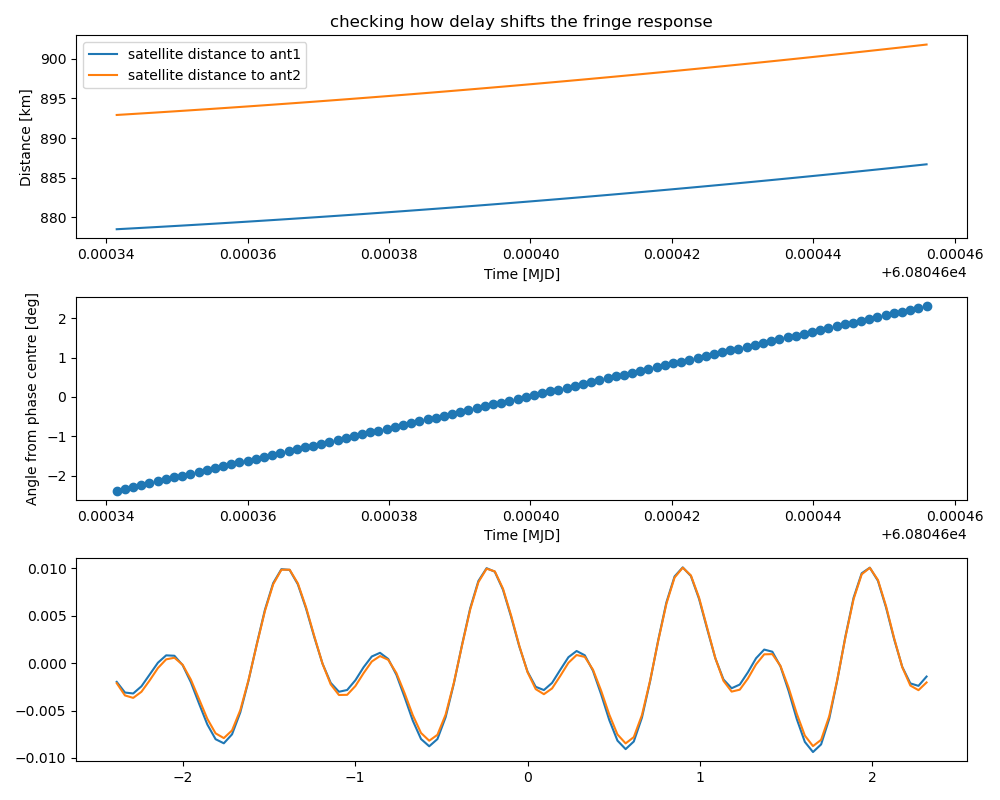 checking how delay shifts the fringe response
satellite distance to ant1
satellite distance to ant2
Distance [km]
900
895
890
885
880
0.00034 0.00036 0.00038 0.00040 0.00042 0.00044 0.00046
Time [MJD]
+6.08046e4
Angle from phase centre [deg]
2
1
0
−1
−2
0.00034 0.00036 0.00038 0.00040 0.00042 0.00044 0.00046
Time [MJD]
+6.08046e4
0.010
0.005
0.000
−0.005
−0.010
−2 −1 0 1 2